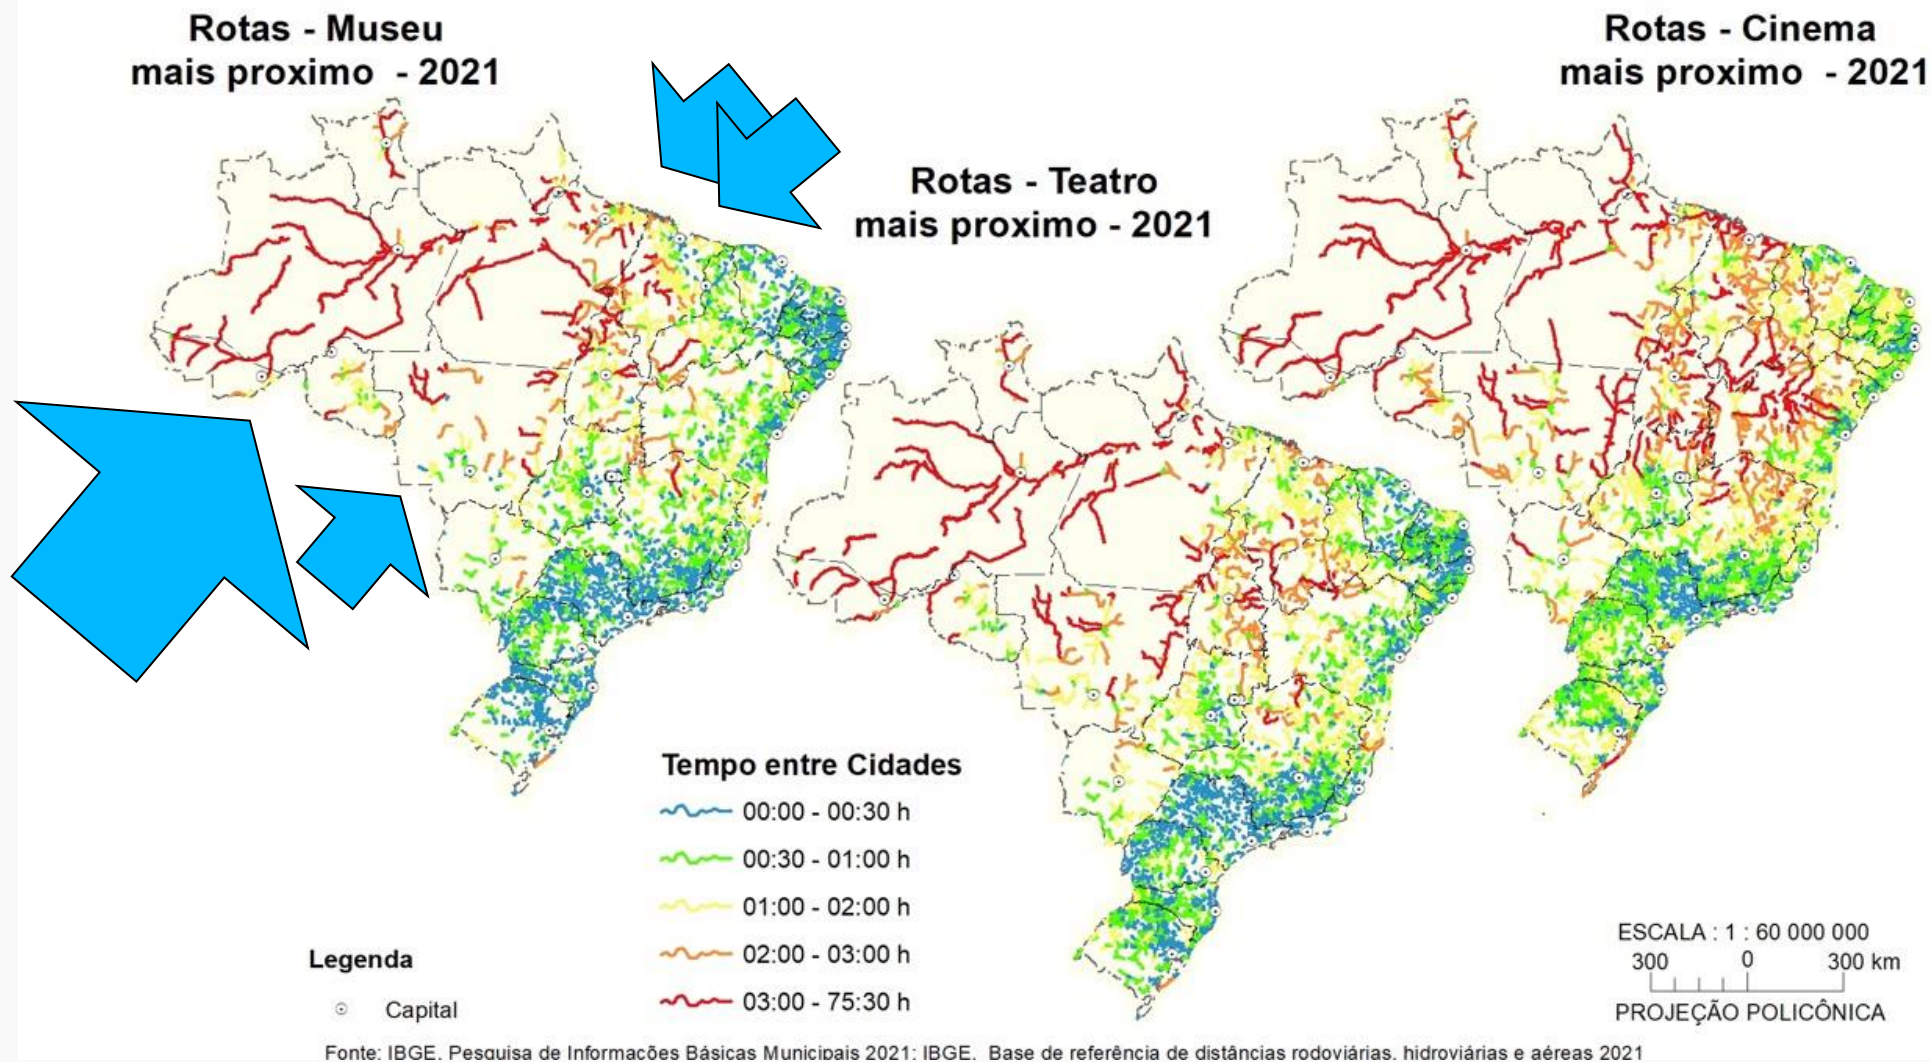 Rotas - Museu
mais proximo - 2021
Rotas - Teatro
mais proximo - 2021
Rotas - Cinema
mais proximo - 2021
Tempo entre Cidades
00:00 - 00:30 h
00:30 - 01:00 h
01:00 - 02:00 h
02:00 - 03:00 h
03:00 - 75:30 h
Legenda
Capital
ESCALA : 1 : 60 000 000
300 0 300 km
PROJEÇÃO POLICÔNICA
Fonte: IBGE, Pesquisa de Informações Básicas Municipais 2021; IBGE, Base de referência de distâncias rodoviárias, hidroviárias e aéreas 2021